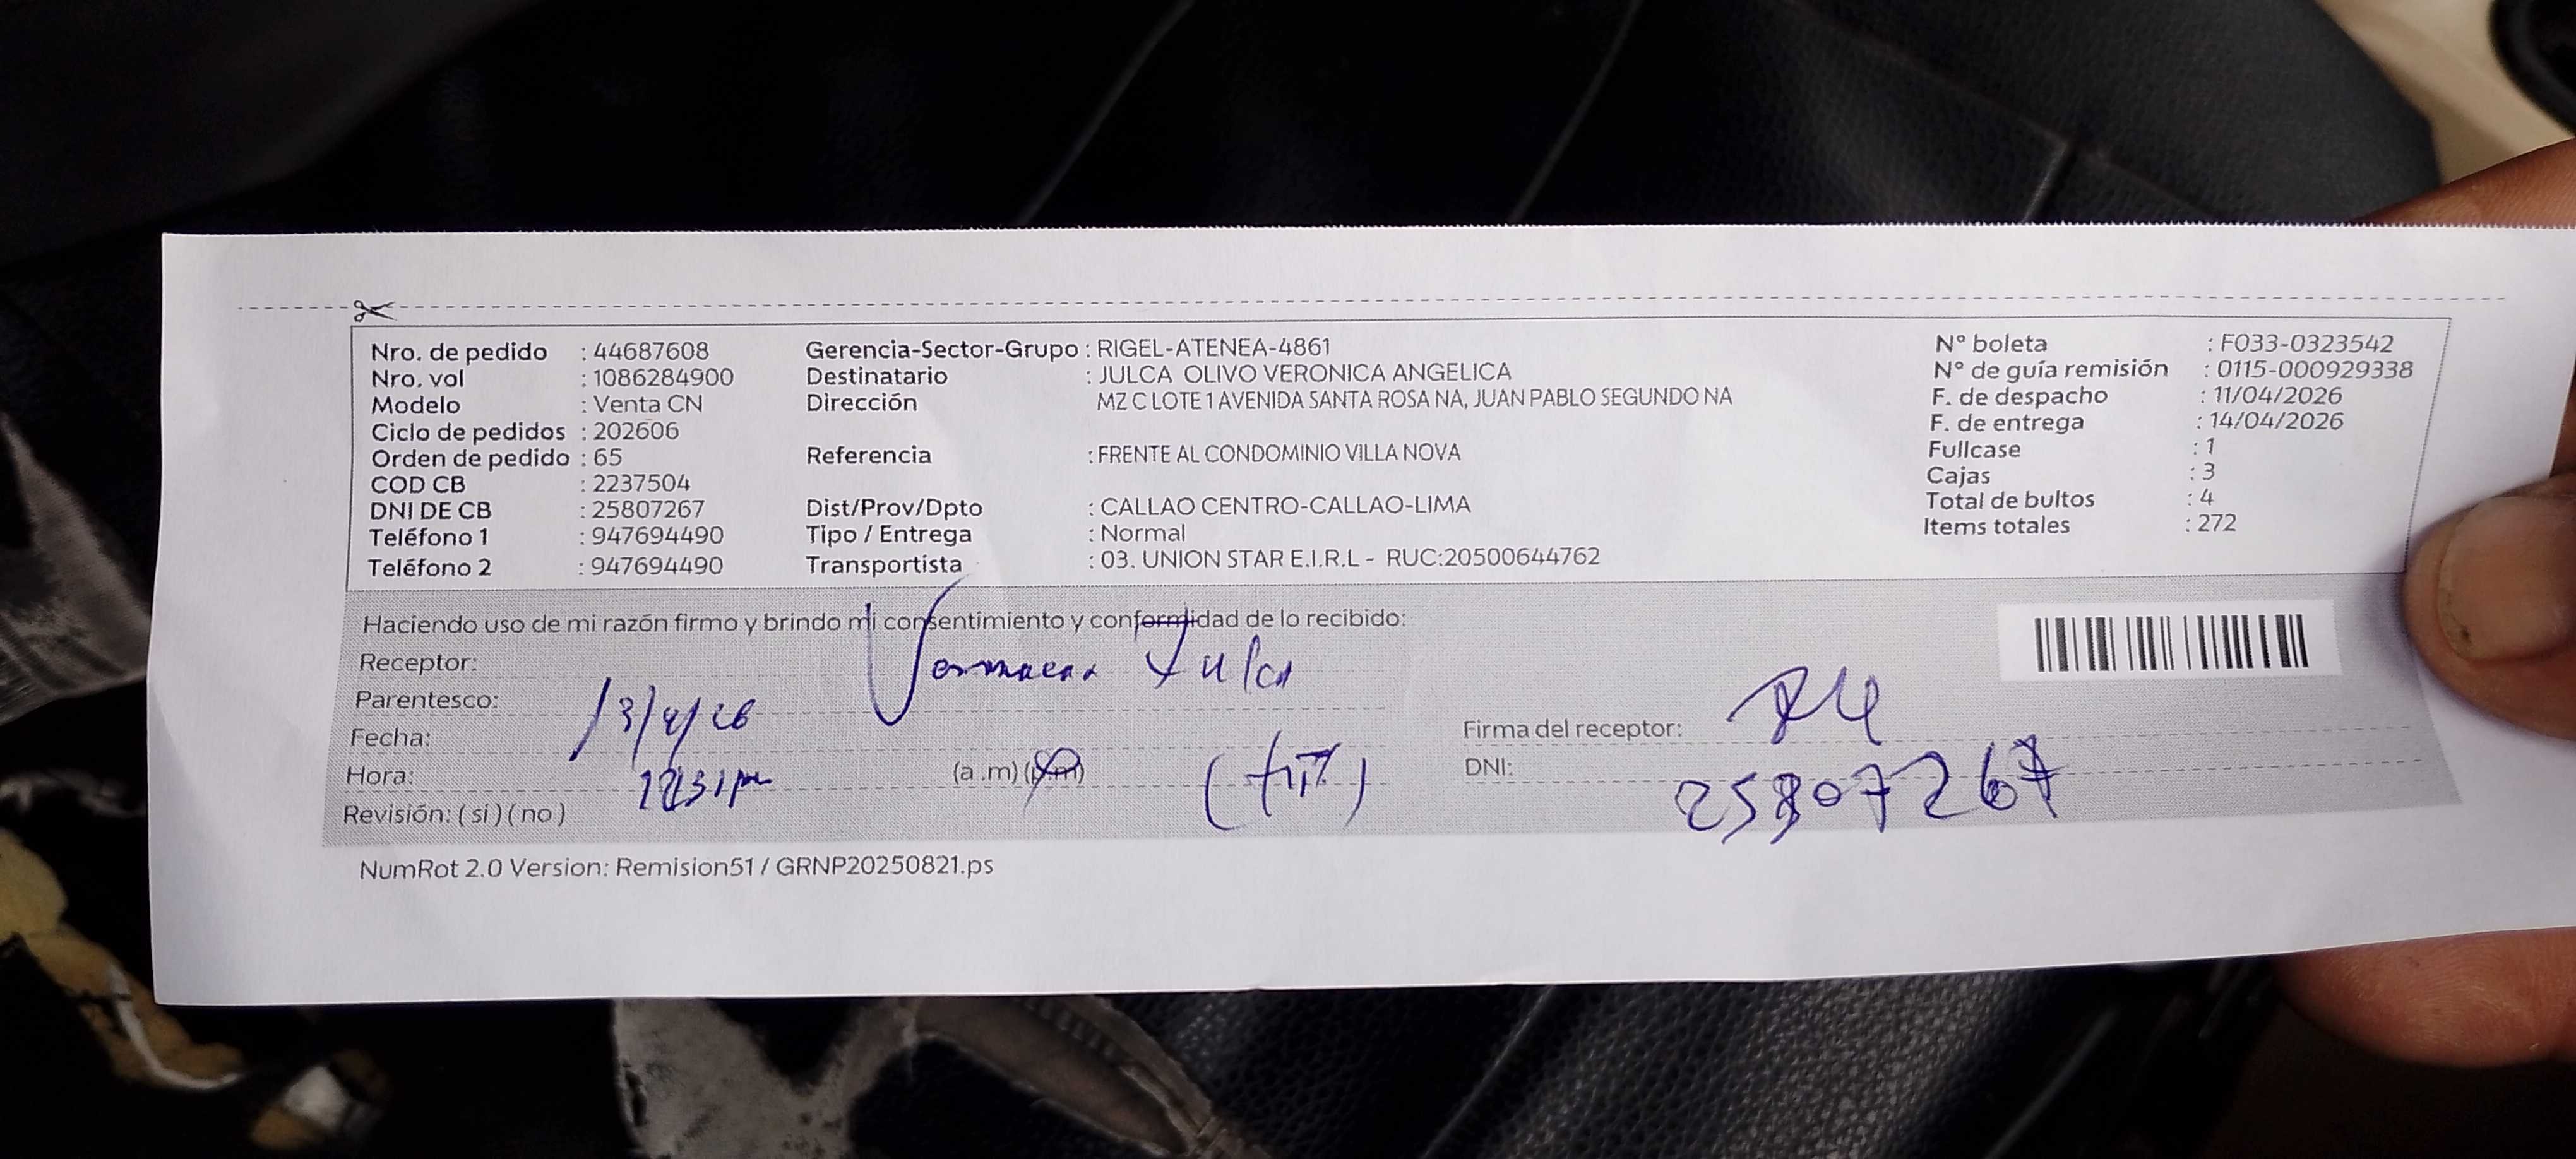 Nro. de pedido : 44687608
Nro. vol : 1086284900
Modelo : Venta CN
Ciclo de pedidos : 202606
Orden de pedido : 65
COD CB : 2237504
DNI DE CB : 25807267
Teléfono 1 : 947694490
Teléfono 2 : 947694490
Gerencia-Sector-Grupo : RIGEL-ATENEA-4861
Destinatario : JULCA OLIVO VERONICA ANGELICA
Dirección MZ C LOTE 1 AVENIDA SANTA ROSA NA, JUAN PABLO SEGUNDO NA
Referencia : FRENTE AL CONDOMINIO VILLA NOVA
Dist/Prov/Dpto : CALLAO CENTRO-CALLAO-LIMA
Tipo / Entrega : Normal
Transportista : 03. UNION STAR E.I.R.L - RUC:20500644762
N° boleta : F033-0323542
N° de guía remisión : 0115-000929338
F. de despacho : 11/04/2026
F. de entrega : 14/04/2026
Fullcase : 1
Cajas : 3
Total de bultos : 4
Items totales : 272
Haciendo uso de mi razón firmo y brindo mi consentimiento y conformidad de lo recibido:
Receptor: Julca
Parentesco:
Fecha: 13/4/26
Hora: (a .m) (p.m)
Revisión: ( si ) ( no )
Firma del receptor:
DNI: 25807267
NumRot 2.0 Version: Remision51 / GRNP20250821.ps